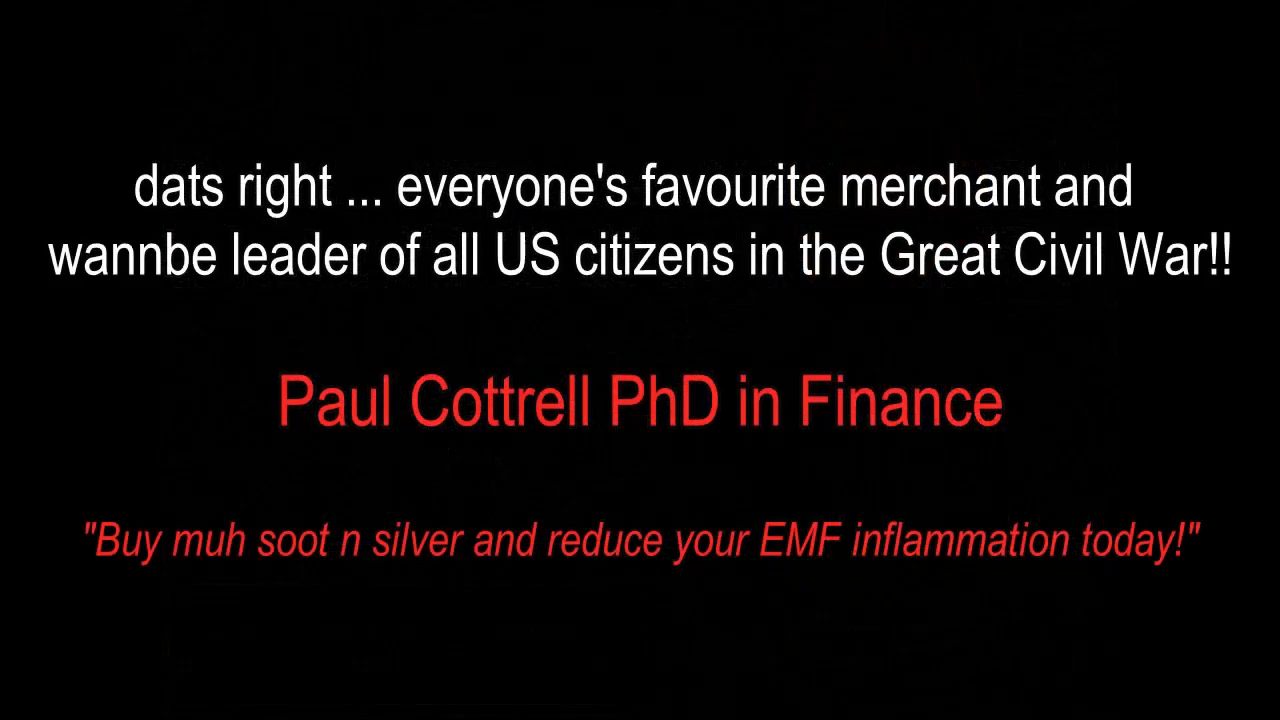 dats right ... everyone's favourite merchant and
wannbe leader of all US citizens in the Great Civil War!!
Paul Cottrell PhD in Finance
"Buy muh soot n silver and reduce your EMF inflammation today!"